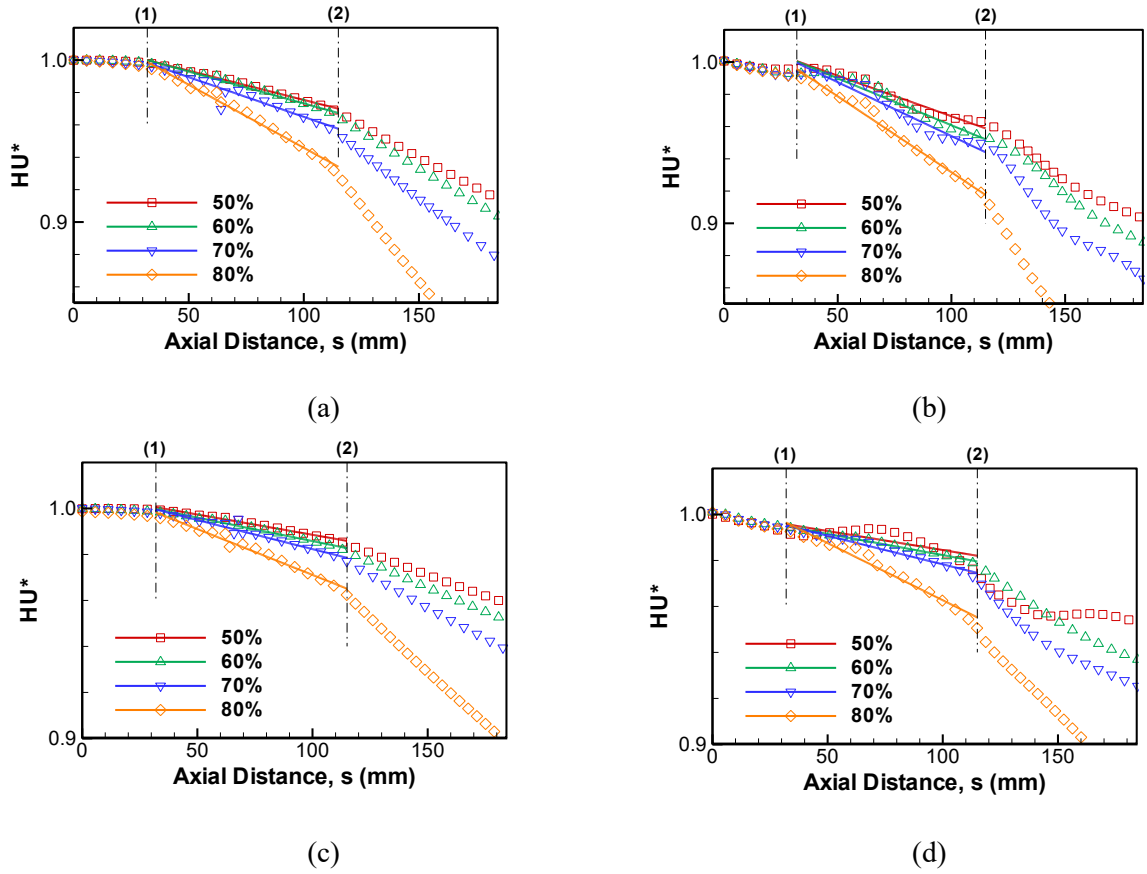 (1) (2)
1.0
0.9
HU*
50%
60%
70%
80%
0 50 100 150
Axial Distance, s (mm)
(a)
(1) (2)
1.0
0.9
HU*
50%
60%
70%
80%
0 50 100 150
Axial Distance, s (mm)
(b)
(1) (2)
1.0
0.9
HU*
50%
60%
70%
80%
0 50 100 150
Axial Distance, s (mm)
(c)
(1) (2)
1.0
0.9
HU*
50%
60%
70%
80%
0 50 100 150
Axial Distance, s (mm)
(d)